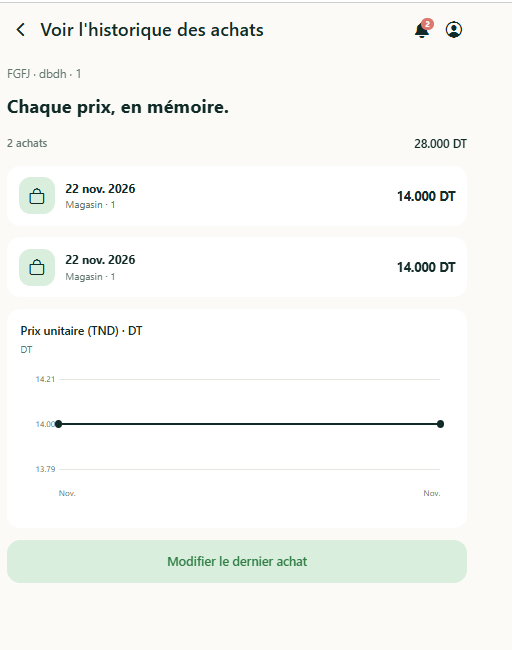 Voir l'historique des achats
2
FGFJ · dbdh · 1
Chaque prix, en mémoire.
2 achats
28.000 DT
22 nov. 2026
Magasin · 1
14.000 DT
22 nov. 2026
Magasin · 1
14.000 DT
Prix unitaire (TND) · DT
DT
14.21
14.00
13.79
Nov.
Nov.
Modifier le dernier achat